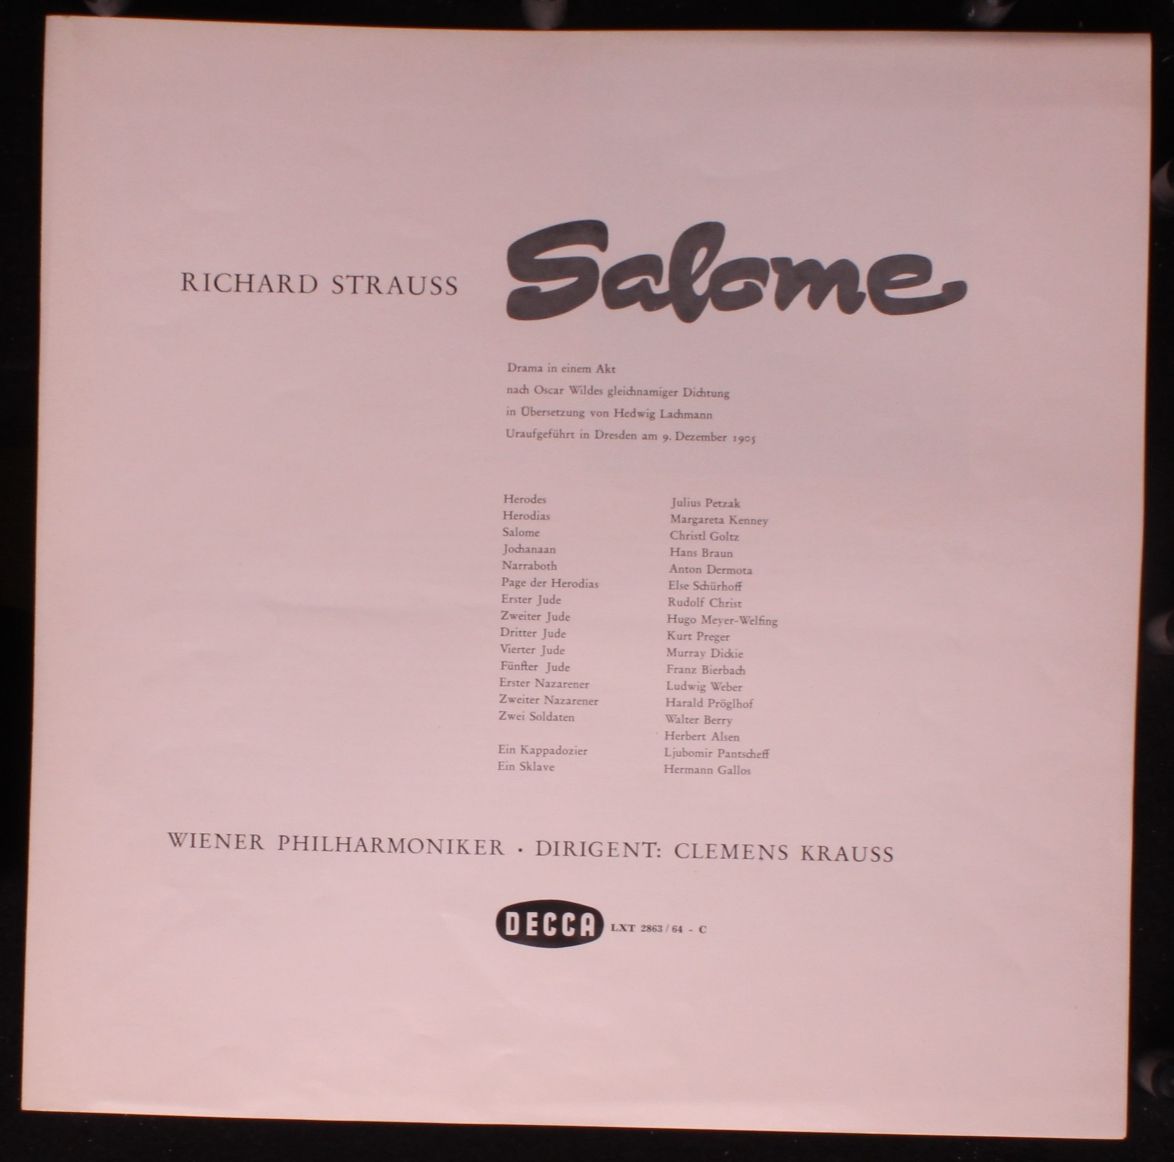 RICHARD STRAUSS Salome
Drama in einem Akt
nach Oscar Wildes gleichnamiger Dichtung
in Übersetzung von Hedwig Lachmann
Uraufgeführt in Dresden am 9. Dezember 1905
Herodes Julius Petzak
Herodias Margareta Kenney
Salome Christl Goltz
Jochanaan Hans Braun
Narraboth Anton Dermota
Page der Herodias Else Schürhoff
Erster Jude Rudolf Christ
Zweiter Jude Hugo Meyer-Welfing
Dritter Jude Kurt Preger
Vierter Jude Murray Dickie
Fünfter Jude Franz Bierbach
Erster Nazarener Ludwig Weber
Zweiter Nazarener Harald Pröglhof
Zwei Soldaten Walter Berry
Herbert Alsen
Ein Kappadozier Ljubomir Pantscheff
Ein Sklave Hermann Gallos
WIENER PHILHARMONIKER · DIRIGENT: CLEMENS KRAUSS
DECCA LXT 2863/64 - C